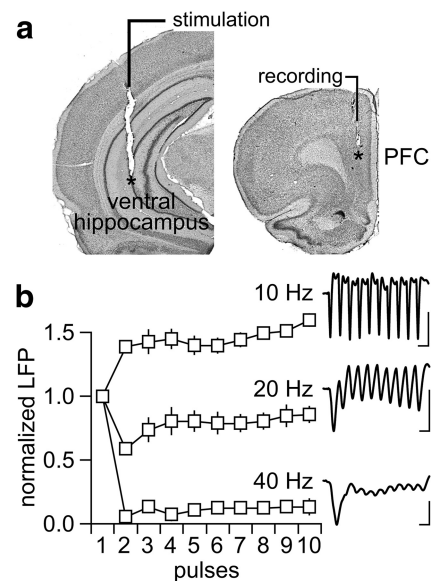 a
stimulation
recording
*
*
PFC
ventral
hippocampus
b
normalized LFP
1.5
1.0
0.5
0.0
10 Hz
20 Hz
40 Hz
1 2 3 4 5 6 7 8 9 10
pulses